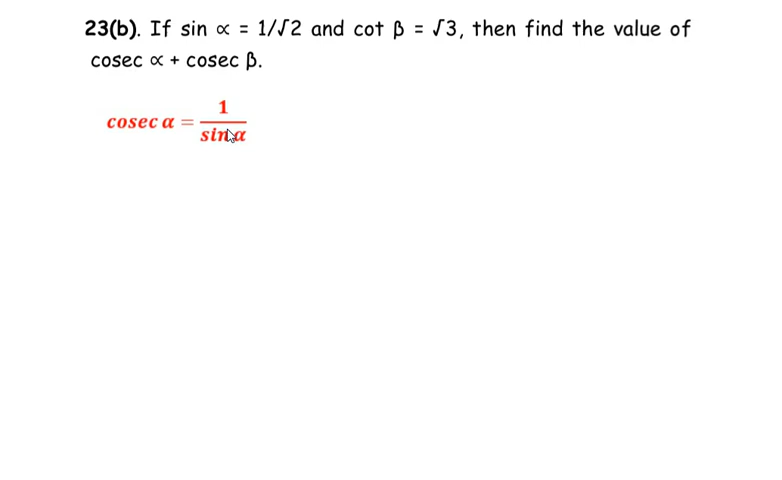 23(b). If sin ∝ = 1/√2 and cot β = √3, then find the value of
cosec ∝ + cosec β.
cosec α = 1
sin α